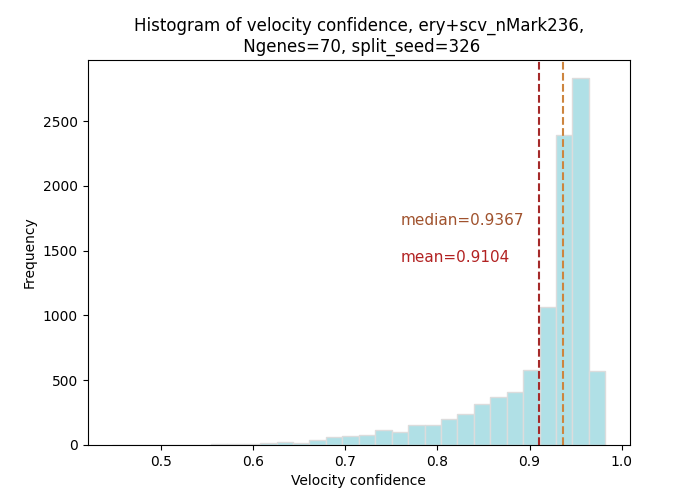 Histogram of velocity confidence, ery+scv_nMark236,
Ngenes=70, split_seed=326
2500
2000
1500
1000
500
0
Frequency
median=0.9367
mean=0.9104
0.5 0.6 0.7 0.8 0.9 1.0
Velocity confidence